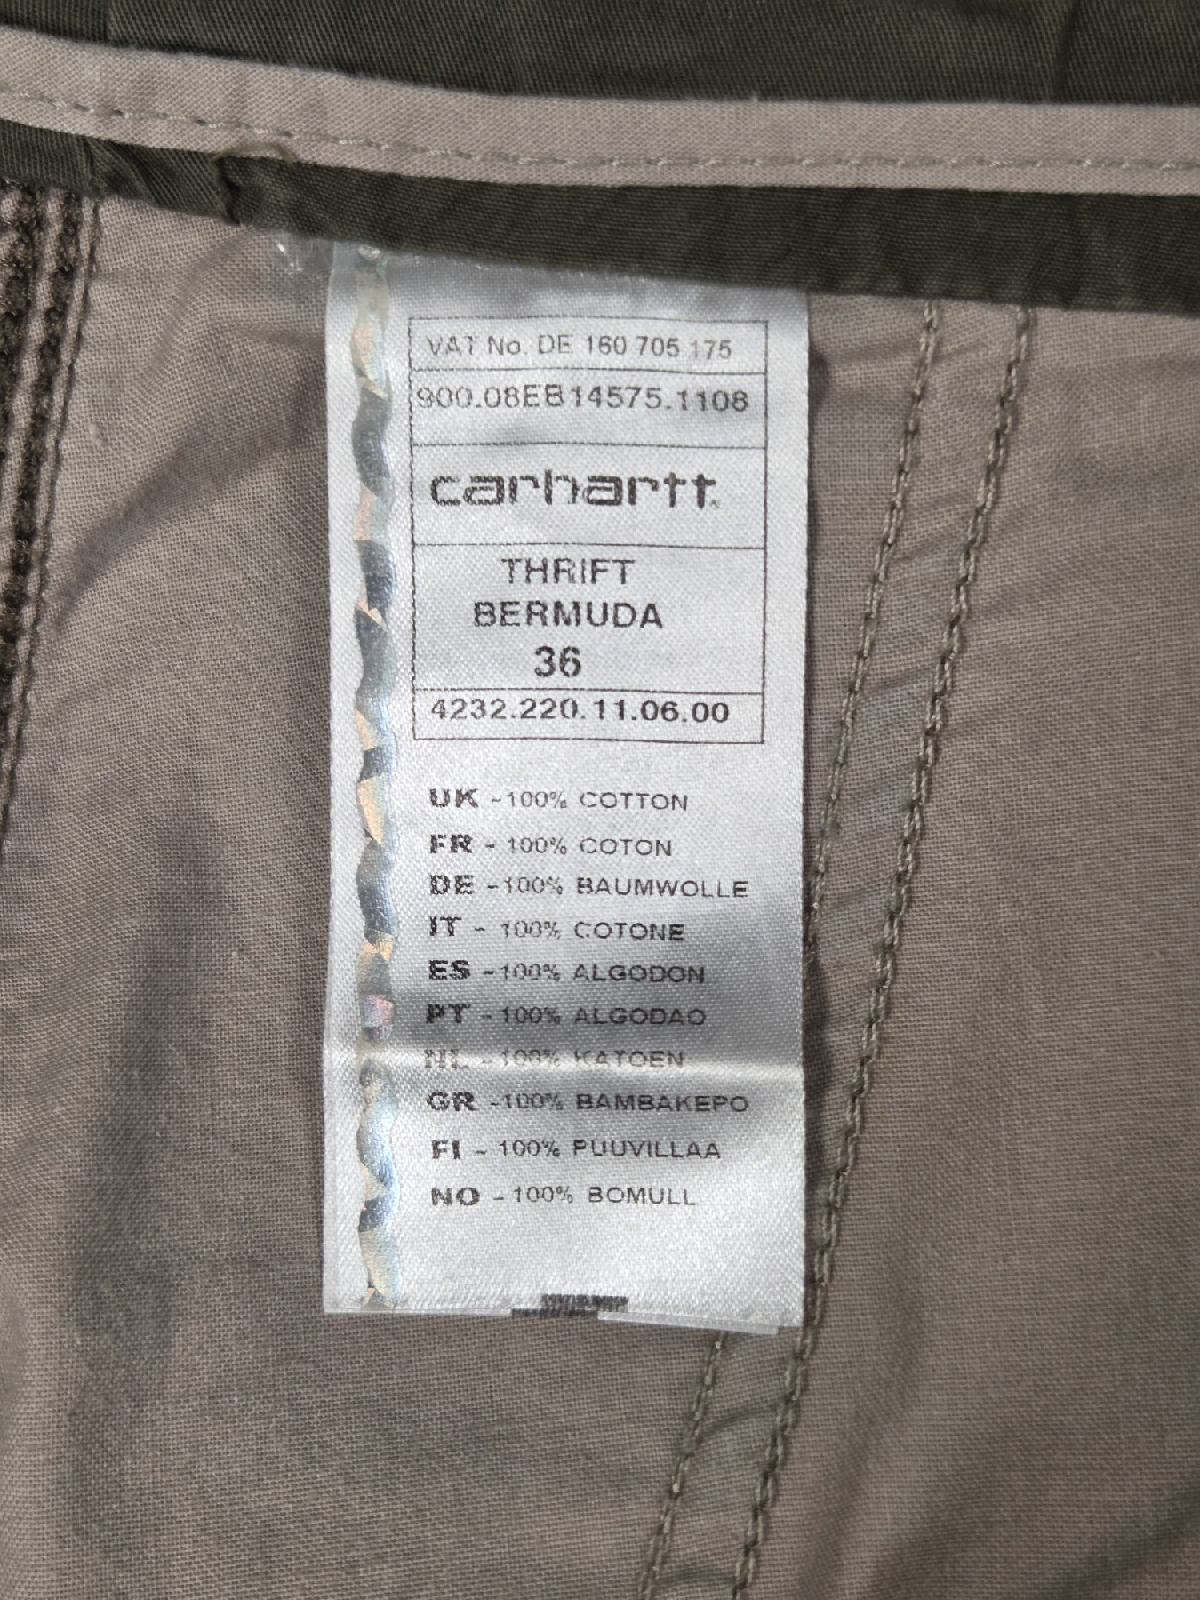 VAT No. DE 160 705 175
900.08EB14575.1108
carhartt
THRIFT
BERMUDA
36
4232.220.11.06.00
UK - 100% COTTON
FR - 100% COTON
DE - 100% BAUMWOLLE
IT - 100% COTONE
ES - 100% ALGODON
PT - 100% ALGODAO
NL - 100% KATOEN
GR - 100% BAMBAKEPO
FI - 100% PUUVILLAA
NO - 100% BOMULL